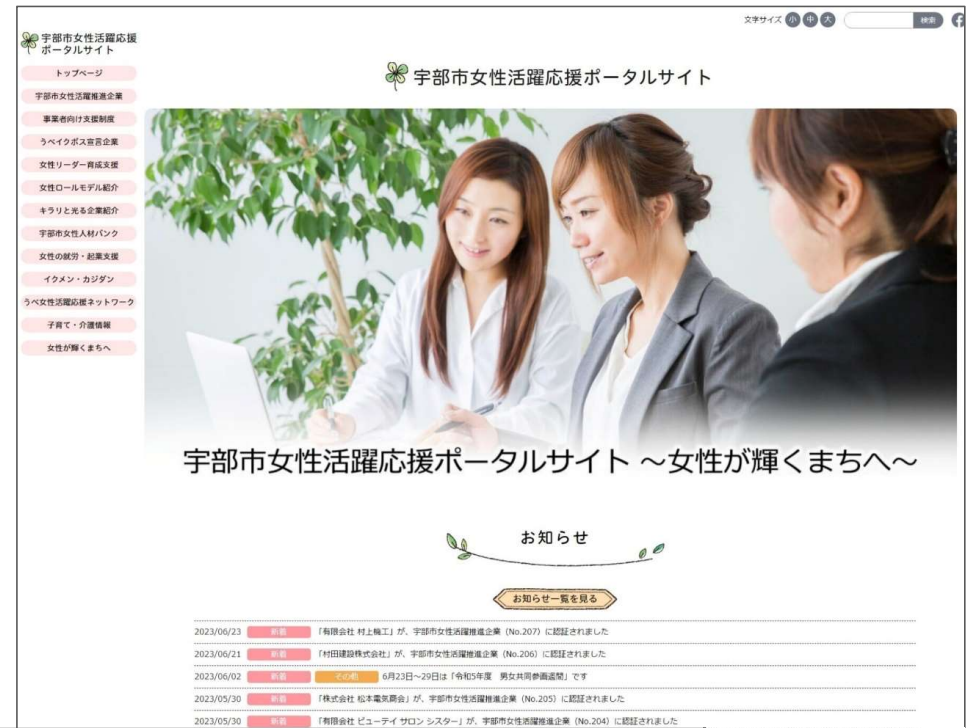 文字サイズ 小 中 大 検索
宇部市女性活躍応援
ポータルサイト
トップページ
宇部市女性活躍推進企業
事業者向け支援制度
うべイクボス宣言企業
女性リーダー育成支援
女性ロールモデル紹介
キラリと光る企業紹介
宇部市女性人材バンク
女性の就労・起業支援
イクメン・カジダン
うべ女性活躍応援ネットワーク
子育て・介護情報
女性が輝くまちへ
宇部市女性活躍応援ポータルサイト
宇部市女性活躍応援ポータルサイト ～女性が輝くまちへ～
お知らせ
お知らせ一覧を見る
2023/06/23 新着 「有限会社 村上機工」が、宇部市女性活躍推進企業（No.207）に認証されました
2023/06/21 新着 「村田建設株式会社」が、宇部市女性活躍推進企業（No.206）に認証されました
2023/06/02 新着 その他 6月23日～29日は「令和5年度 男女共同参画週間」です
2023/05/30 新着 「株式会社 松本電気商会」が、宇部市女性活躍推進企業（No.205）に認証されました
2023/05/30 新着 「有限会社 ビューテイ サロン シスター」が、宇部市女性活躍推進企業（No.204）に認証されました